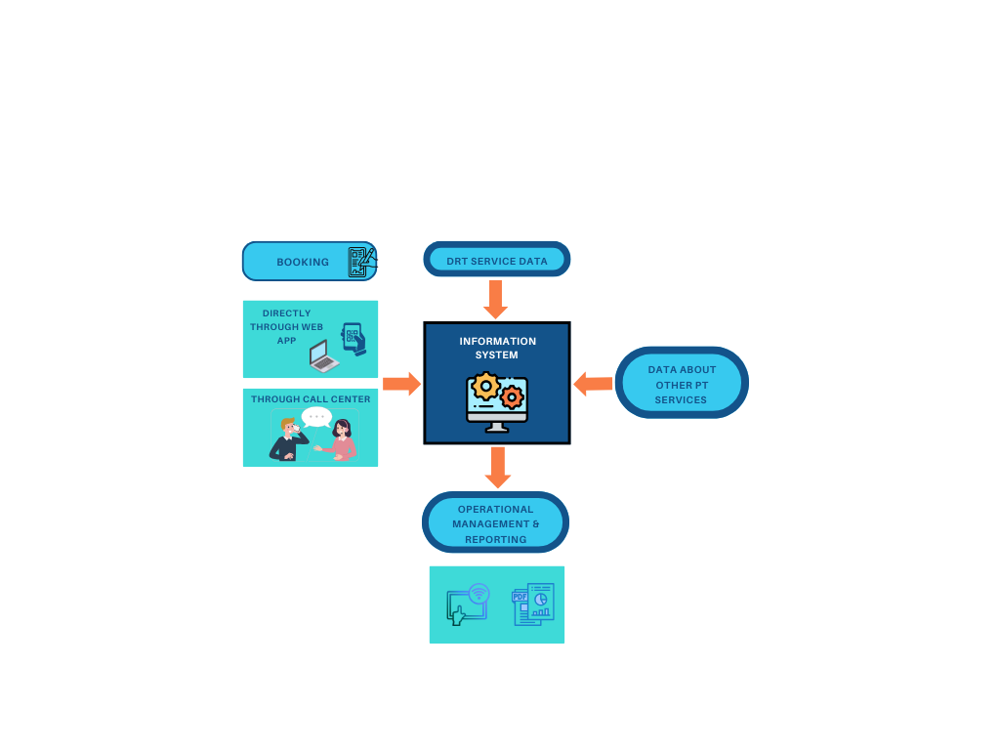 BOOKING
DRT SERVICE DATA
DIRECTLY
THROUGH WEB
APP
THROUGH CALL CENTER
INFORMATION
SYSTEM
DATA ABOUT
OTHER PT
SERVICES
OPERATIONAL
MANAGEMENT &
REPORTING
PDF